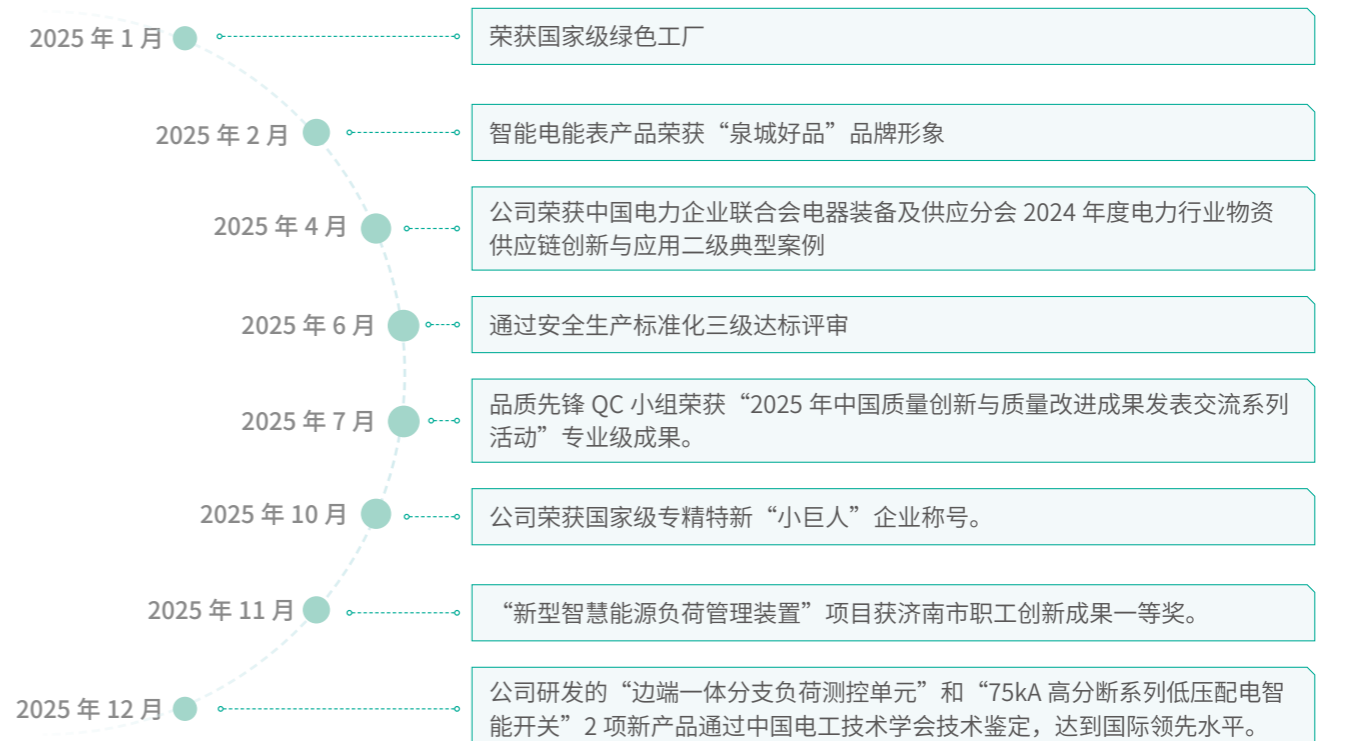 2025 年 1 月
荣获国家级绿色工厂
2025 年 2 月
智能电能表产品荣获“泉城好品”品牌形象
2025 年 4 月
公司荣获中国电力企业联合会电器装备及供应分会 2024 年度电力行业物资
供应链创新与应用二级典型案例
2025 年 6 月
通过安全生产标准化三级达标评审
2025 年 7 月
品质先锋 QC 小组荣获“2025 年中国质量创新与质量改进成果发表交流系列
活动”专业级成果。
2025 年 10 月
公司荣获国家级专精特新“小巨人”企业称号。
2025 年 11 月
“新型智慧能源负荷管理装置”项目获济南市职工创新成果一等奖。
2025 年 12 月
公司研发的“边端一体分支负荷测控单元”和“75kA 高分断系列低压配电智
能开关”2 项新产品通过中国电工技术学会技术鉴定，达到国际领先水平。